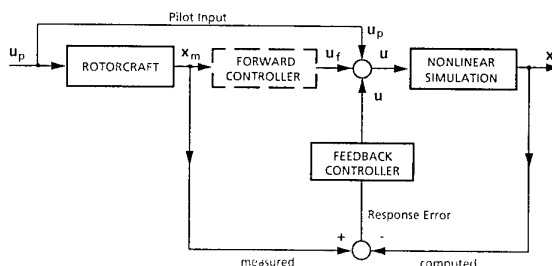 Pilot Input
u_p
u_p
ROTORCRAFT
x_m
FORWARD
CONTROLLER
u_f
u
NONLINEAR
SIMULATION
x
u
FEEDBACK
CONTROLLER
Response Error
+
-
measured
computed